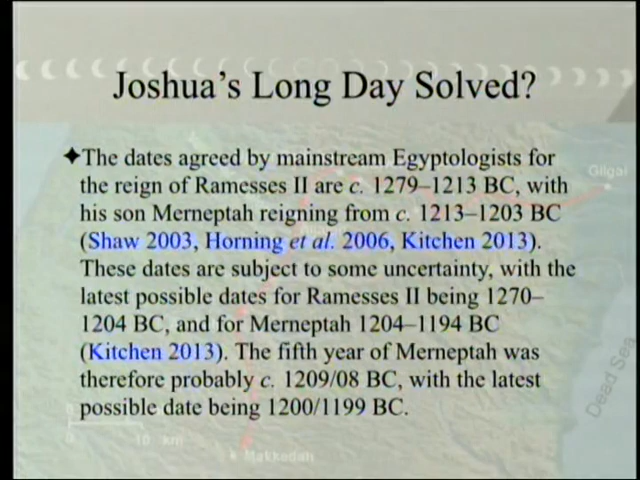 Joshua's Long Day Solved?
✦The dates agreed by mainstream Egyptologists for
the reign of Ramesses II are c. 1279–1213 BC, with
his son Merneptah reigning from c. 1213–1203 BC
(Shaw 2003, Horning et al. 2006, Kitchen 2013).
These dates are subject to some uncertainty, with the
latest possible dates for Ramesses II being 1270–
1204 BC, and for Merneptah 1204–1194 BC
(Kitchen 2013). The fifth year of Merneptah was
therefore probably c. 1209/08 BC, with the latest
possible date being 1200/1199 BC.
Gilgal
Dead Sea
0 10 km
Makkedah